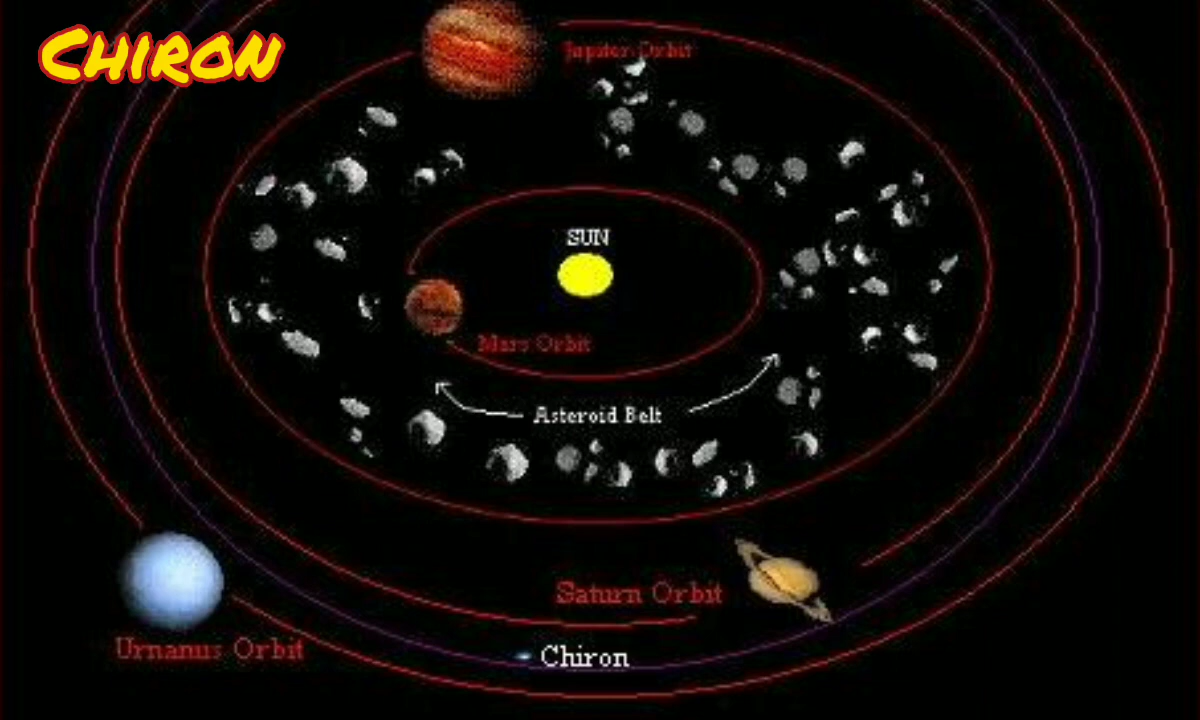 CHIRON
Jupiter Orbit
SUN
Mars Orbit
Asteroid Belt
Saturn Orbit
Urnanus Orbit
Chiron